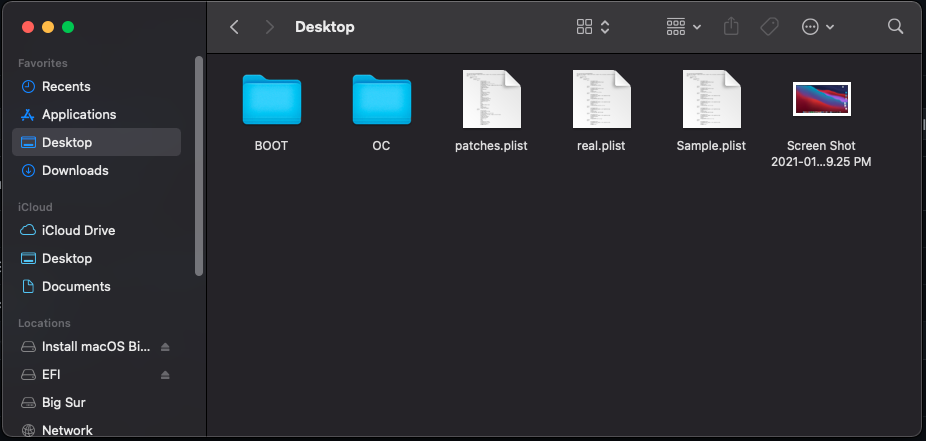 Desktop
Favorites
Recents
Applications
Desktop
Downloads
iCloud
iCloud Drive
Desktop
Documents
Locations
Install macOS Bi...
EFI
Big Sur
Network
BOOT
OC
patches.plist
real.plist
Sample.plist
Screen Shot
2021-01...9.25 PM